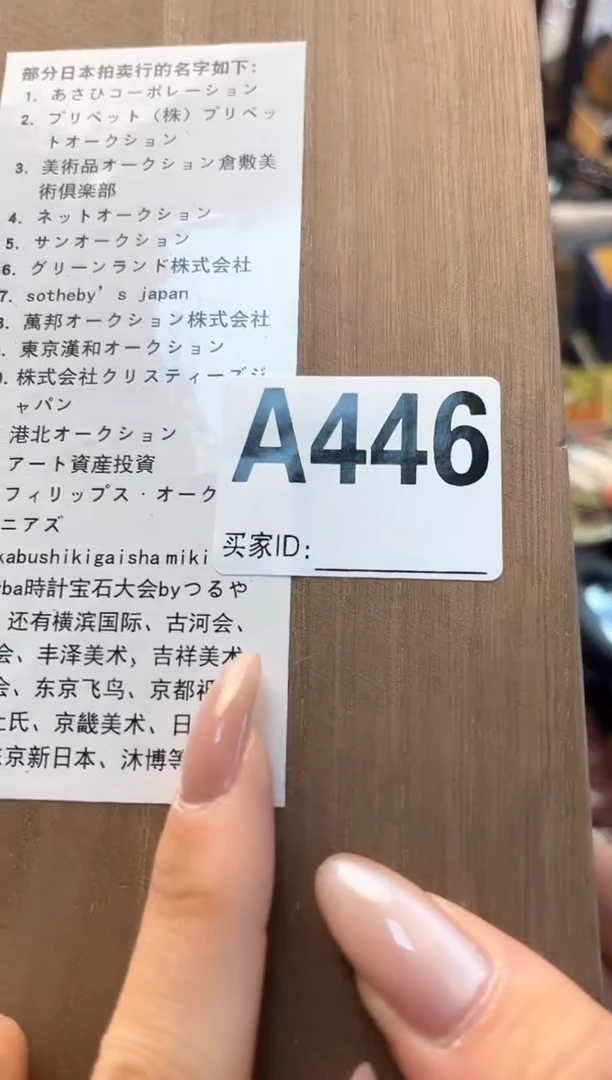 部分日本拍卖行的名字如下:
1. あさひコーポレーション
2. プリベット（株）プリベッ
トオークション
3. 美術品オークション倉敷美
術倶楽部
4. ネットオークション
5. サンオークション
6. グリーンランド株式会社
7. sotheby's japan
8. 萬邦オークション株式会社
. 東京漢和オークション
. 株式会社クリスティーズジ
ャパン
港北オークション
アート資産投資
フィリップス・オーク
ニアズ
kabushikigaisha miki
ba時計宝石大会byつるや
还有横滨国际、古河会、
会、丰泽美术, 吉祥美术
会、东京飞鸟、京都祇
士氏、京畿美术、日
京新日本、沐博等
A446
买家ID: